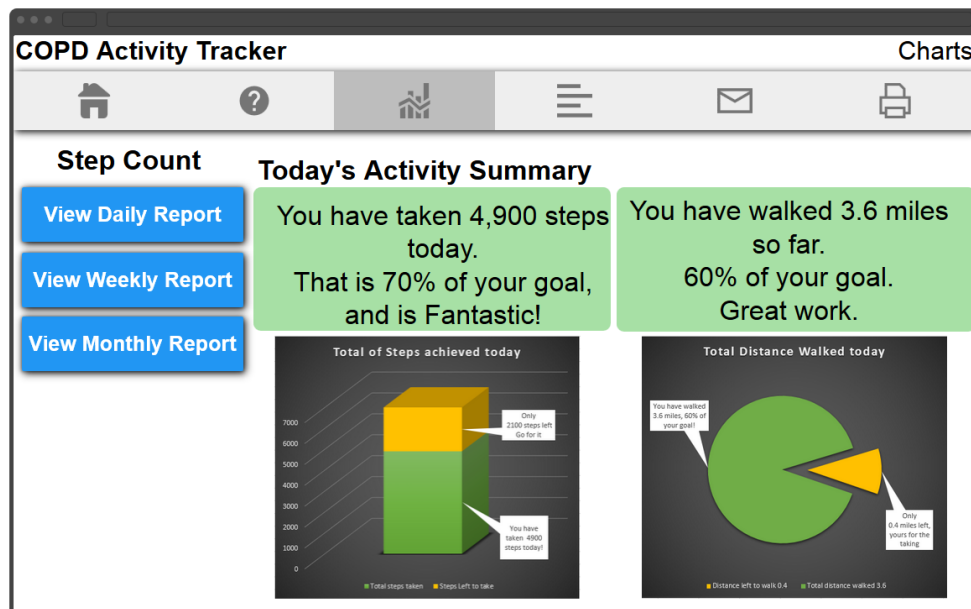 COPD Activity Tracker
Charts
Step Count
View Daily Report
View Weekly Report
View Monthly Report
Today's Activity Summary
You have taken 4,900 steps
today.
That is 70% of your goal,
and is Fantastic!
You have walked 3.6 miles
so far.
60% of your goal.
Great work.
Total of Steps achieved today
7000
6000
5000
4000
3000
2000
1000
0
Only
2100 steps left
Go for it
You have
taken 4900
steps today!
Total steps taken
Steps Left to take
Total Distance Walked today
You have walked
3.6 miles, 60% of
your goal!
Only
0.4 miles left,
yours for the
taking
Distance left to walk 0.4
Total distance walked 3.6